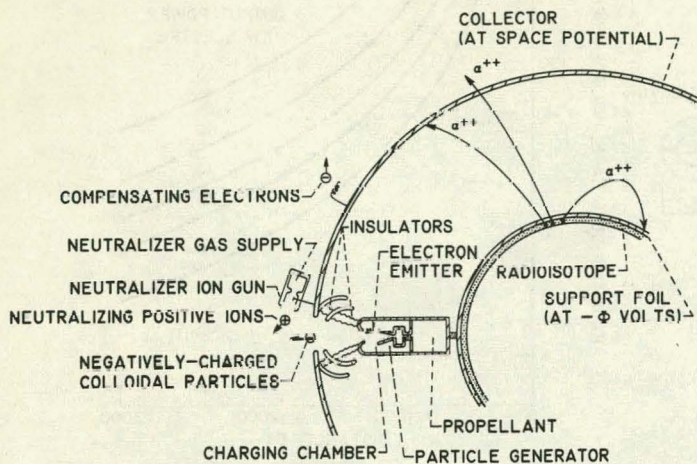 COLLECTOR
(AT SPACE POTENTIAL)
α++
α++
α++
COMPENSATING ELECTRONS
INSULATORS
NEUTRALIZER GAS SUPPLY
ELECTRON
EMITTER
RADIOISOTOPE
NEUTRALIZER ION GUN
SUPPORT FOIL
(AT -Φ VOLTS)
NEUTRALIZING POSITIVE IONS
NEGATIVELY-CHARGED
COLLOIDAL PARTICLES
PROPELLANT
CHARGING CHAMBER
PARTICLE GENERATOR